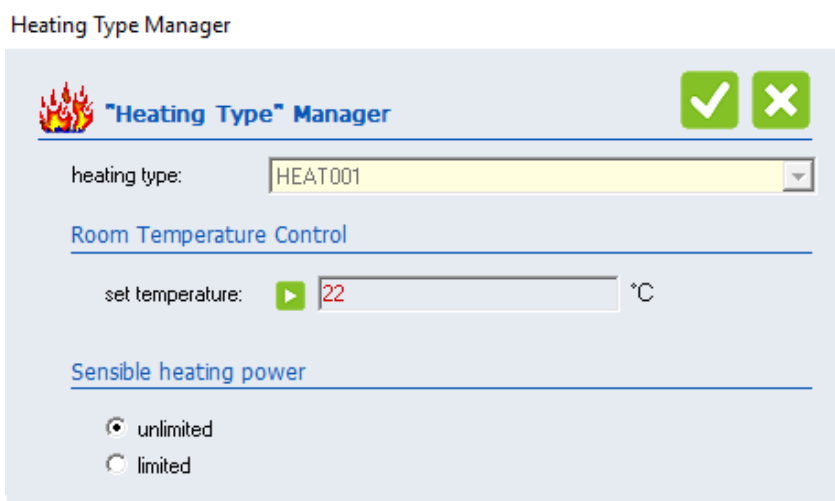 Heating Type Manager
"Heating Type" Manager
heating type: HEAT001
Room Temperature Control
set temperature: 22 °C
Sensible heating power
unlimited
limited